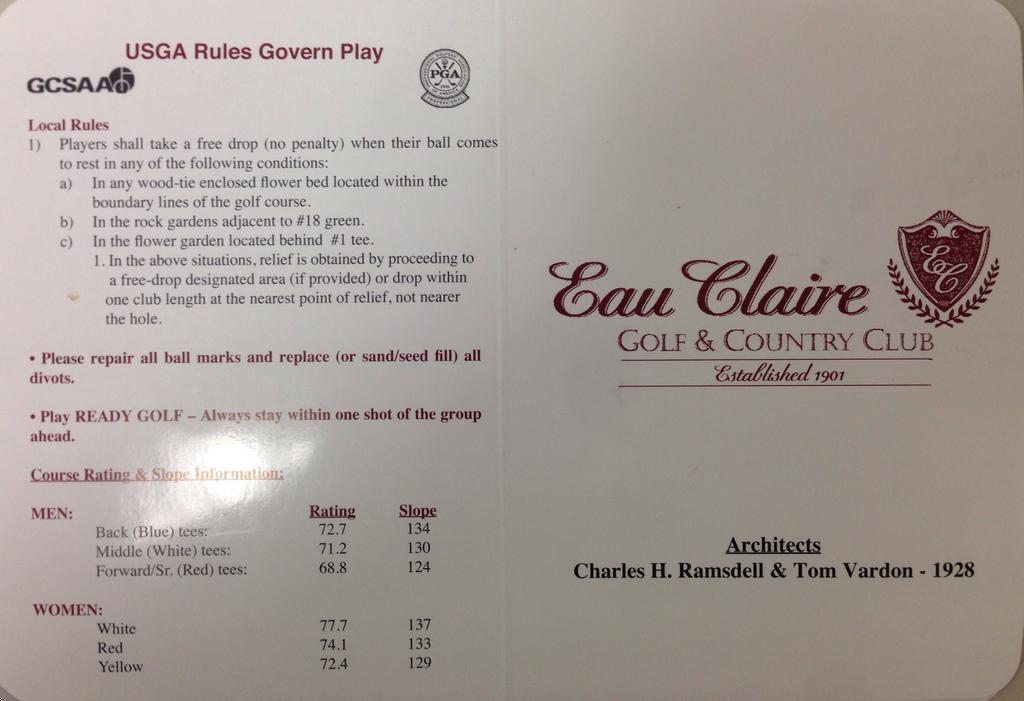 USGA Rules Govern Play
GCSAA
PGA
Local Rules
1) Players shall take a free drop (no penalty) when their ball comes
to rest in any of the following conditions:
a) In any wood-tie enclosed flower bed located within the
boundary lines of the golf course.
b) In the rock gardens adjacent to #18 green.
c) In the flower garden located behind #1 tee.
1. In the above situations, relief is obtained by proceeding to
a free-drop designated area (if provided) or drop within
one club length at the nearest point of relief, not nearer
the hole.
• Please repair all ball marks and replace (or sand/seed fill) all
divots.
• Play READY GOLF – Always stay within one shot of the group
ahead.
Course Rating & Slope Information:
MEN: Rating Slope
Back (Blue) tees: 72.7 134
Middle (White) tees: 71.2 130
Forward/Sr. (Red) tees: 68.8 124
WOMEN:
White 77.7 137
Red 74.1 133
Yellow 72.4 129
Eau Claire
GOLF & COUNTRY CLUB
Established 1901
EC
Architects
Charles H. Ramsdell & Tom Vardon - 1928